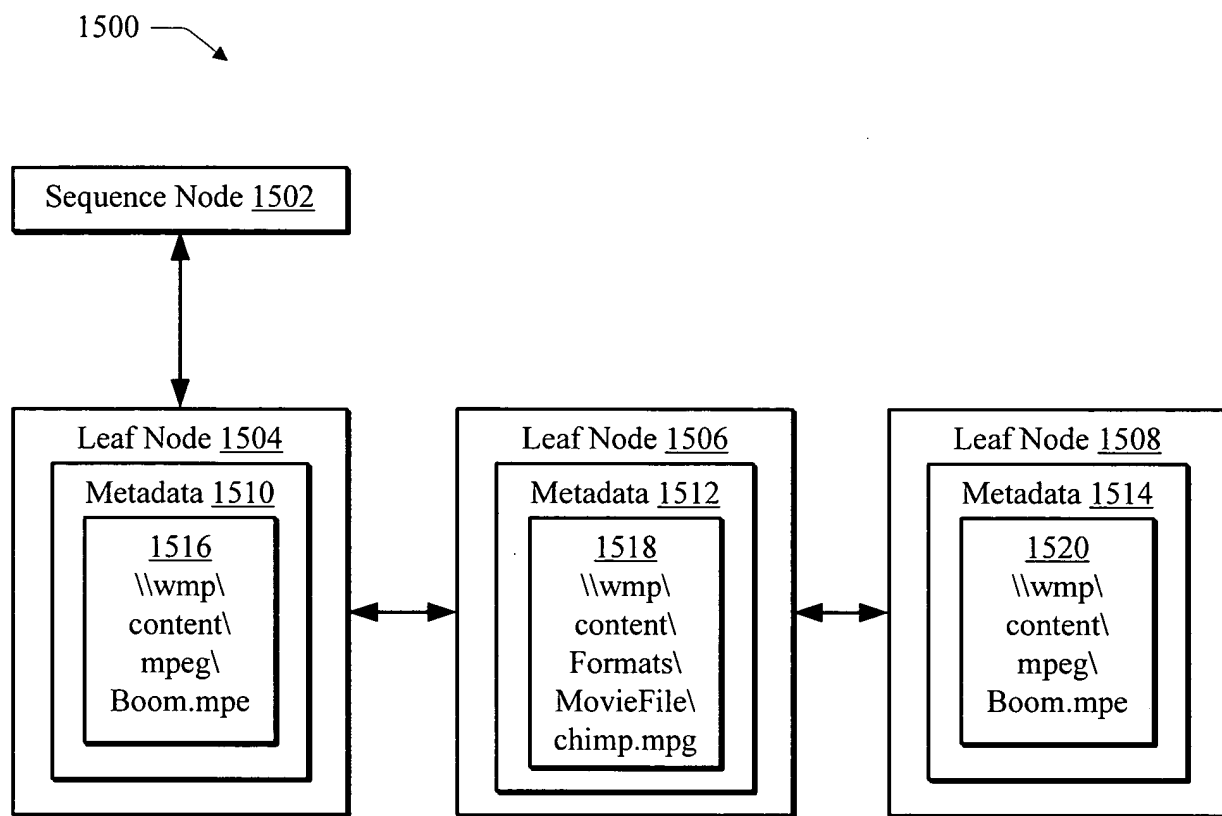 1500
Sequence Node 1502
Leaf Node 1504
Metadata 1510
1516
\\wmp\
content\
mpeg\
Boom.mpe
Leaf Node 1506
Metadata 1512
1518
\\wmp\
content\
Formats\
MovieFile\
chimp.mpg
Leaf Node 1508
Metadata 1514
1520
\\wmp\
content\
mpeg\
Boom.mpe